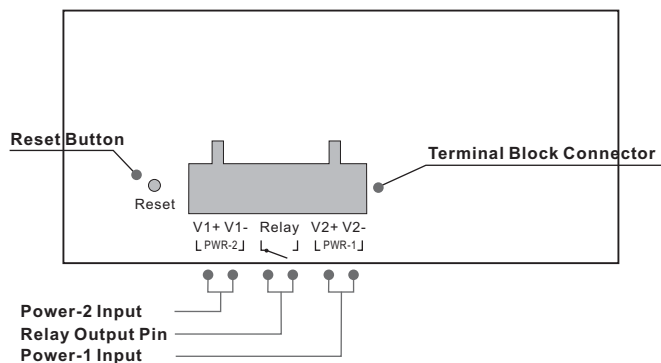 Reset Button
Terminal Block Connector
Reset
V1+ V1- Relay V2+ V2-
PWR-2 PWR-1
Power-2 Input
Relay Output Pin
Power-1 Input